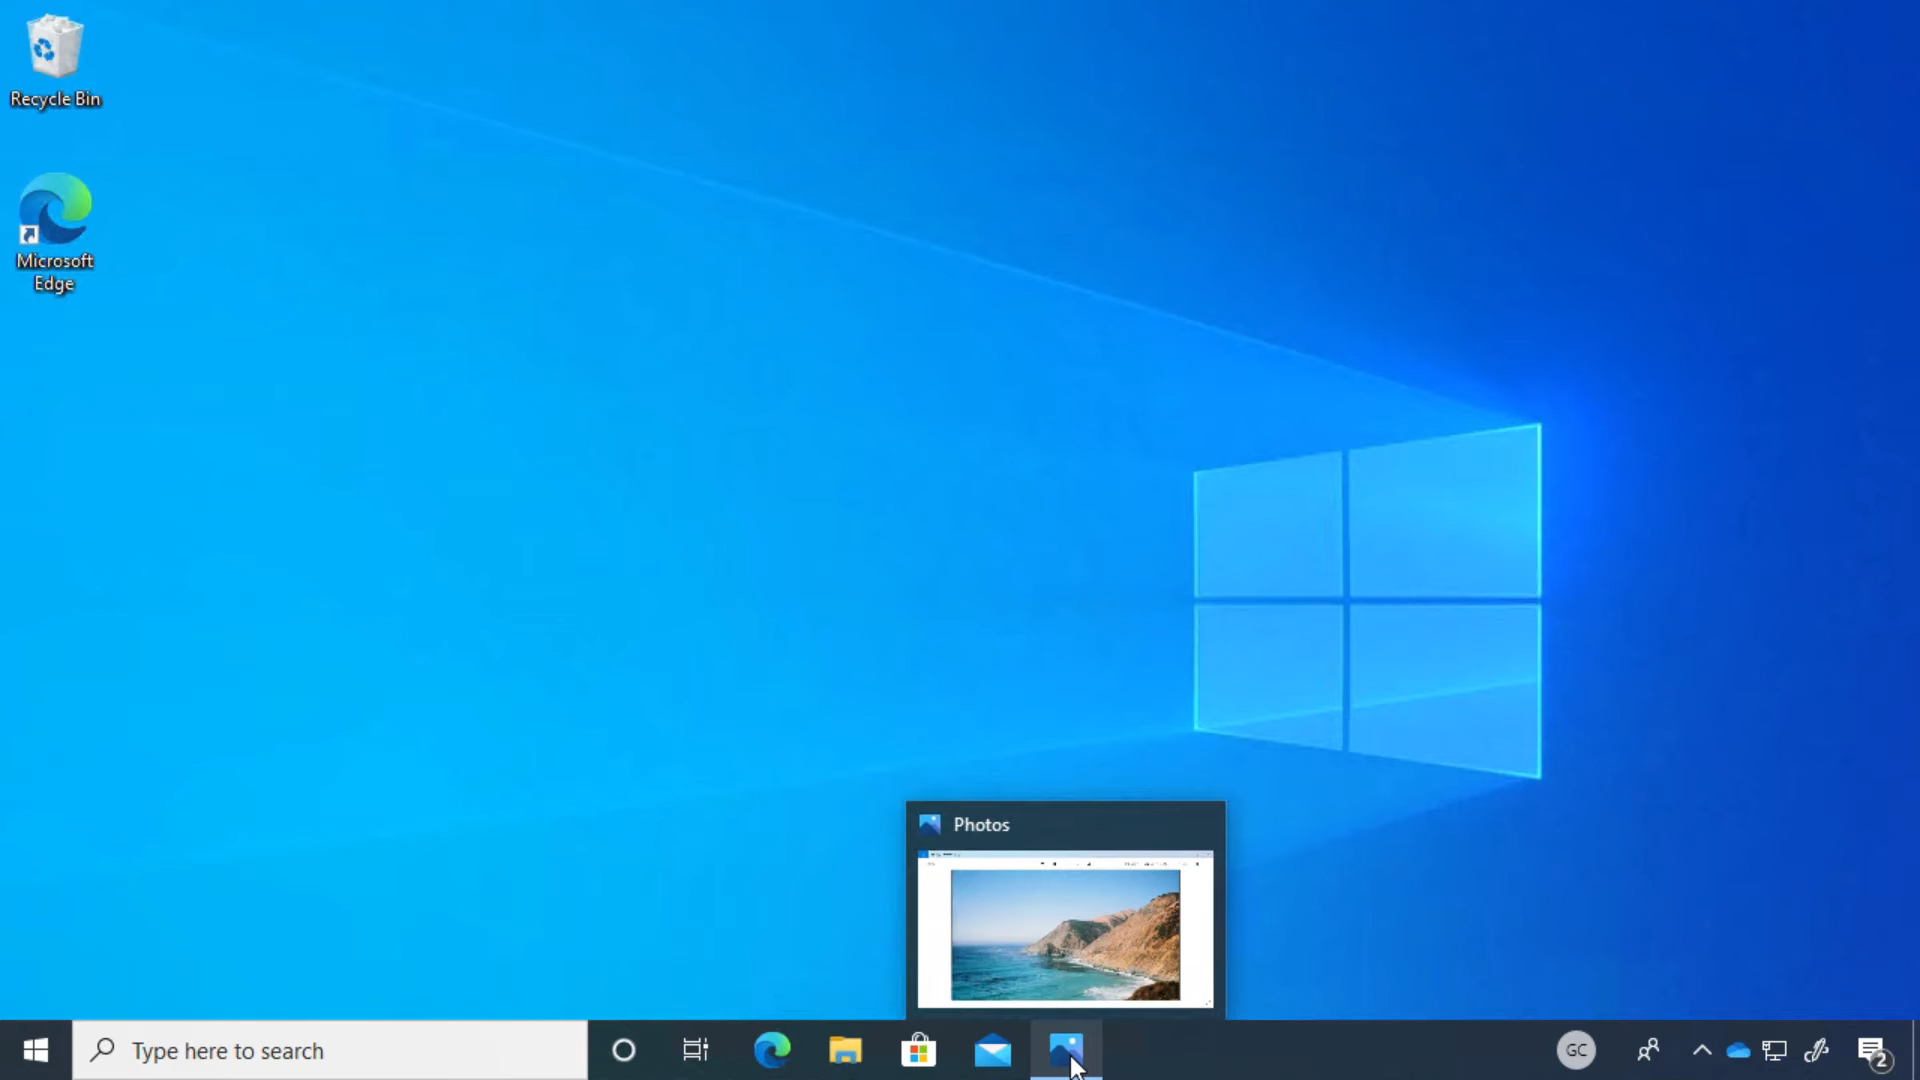 Recycle Bin
Microsoft
Edge
Photos
Type here to search
GC
2